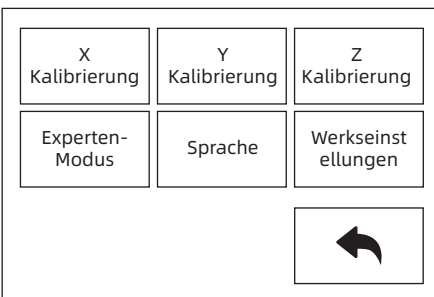 X
Kalibrierung
Y
Kalibrierung
Z
Kalibrierung
Experten-
Modus
Sprache
Werkseinst
ellungen